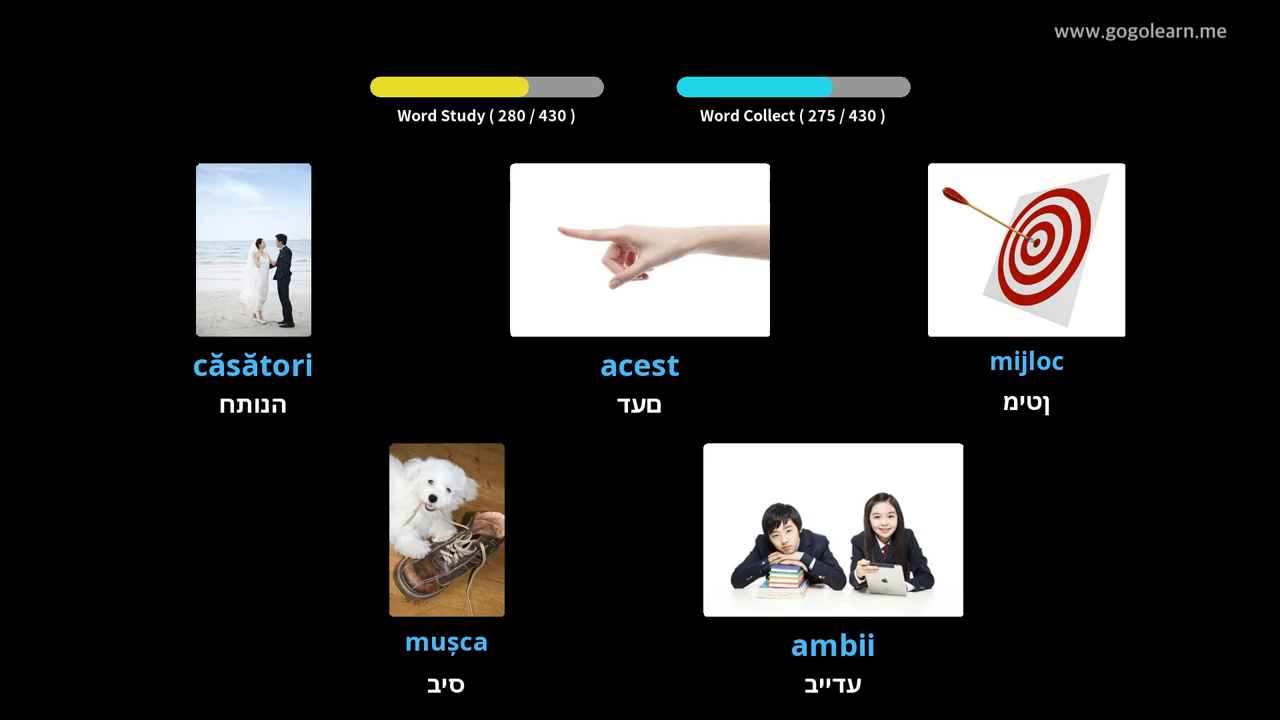 www.gogolearn.me
Word Study ( 280 / 430 )
Word Collect ( 275 / 430 )
căsători
חתונה
acest
דעם
mijloc
מיטן
mușca
ביס
ambii
ביידע